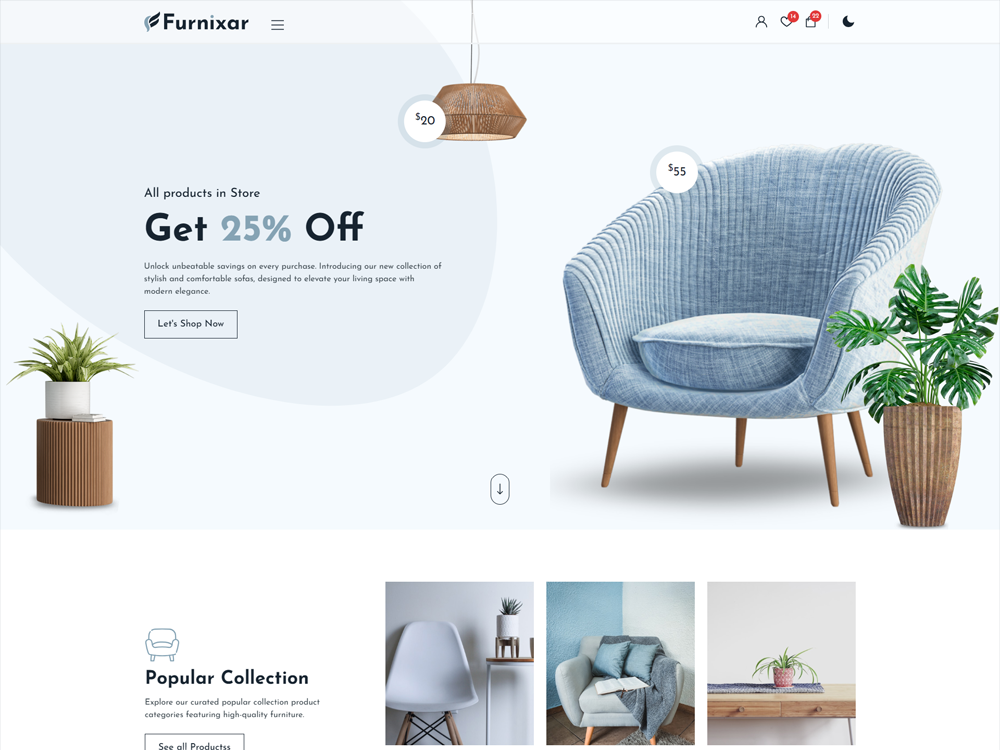 Furnixar
14
22
$20
$55
All products in Store
Get 25% Off
Unlock unbeatable savings on every purchase. Introducing our new collection of
stylish and comfortable sofas, designed to elevate your living space with
modern elegance.
Let's Shop Now
Popular Collection
Explore our curated popular collection product
categories featuring high-quality furniture.
See all Productss